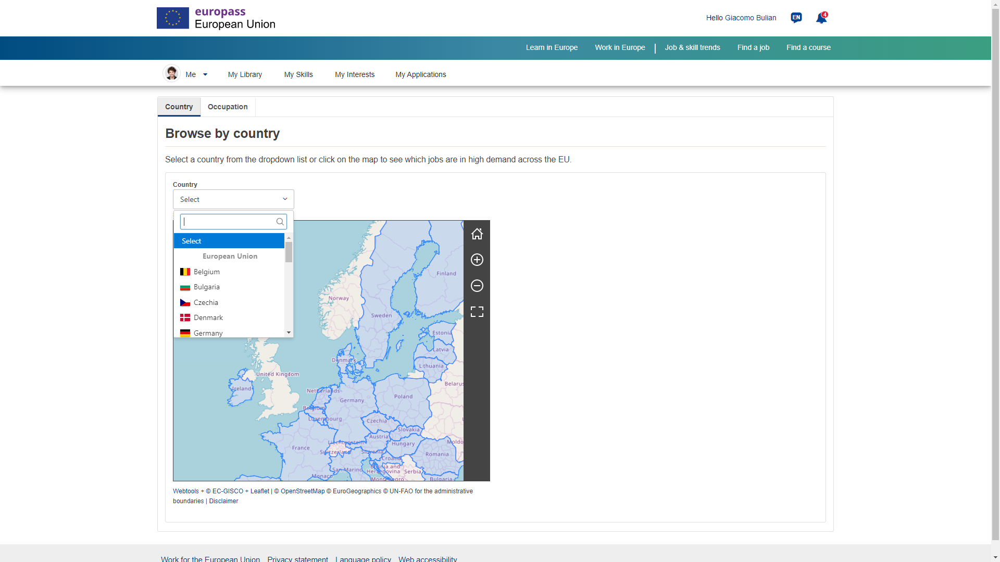 europass
European Union
Hello Giacomo Bulian
EN
4
Learn in Europe
Work in Europe
Job & skill trends
Find a job
Find a course
Me
My Library
My Skills
My Interests
My Applications
Country
Occupation
Browse by country
Select a country from the dropdown list or click on the map to see which jobs are in high demand across the EU.
Country
Select
Select
European Union
Belgium
Bulgaria
Czechia
Denmark
Germany
Finland
Norway
Sweden
Estonia
Latvia
Denmark
Lithuania
United Kingdom
Belarus
Ireland
Netherlands
Poland
Germany
Belgium
Luxembourg
Czechia
Slovakia
Austria
Liechtenstein
Hungary
Moldo
France
Switzerland
Slovenia
Romania
Croatia
San Marino
Bosnia and
Herzegovina
Serbia
Monaco
Montenegro
Bulgaria
Webtools + © EC-GISCO + Leaflet | © OpenStreetMap © EuroGeographics © UN-FAO for the administrative
boundaries | Disclaimer
Work for the European Union
Privacy statement
Language policy
Web accessibility